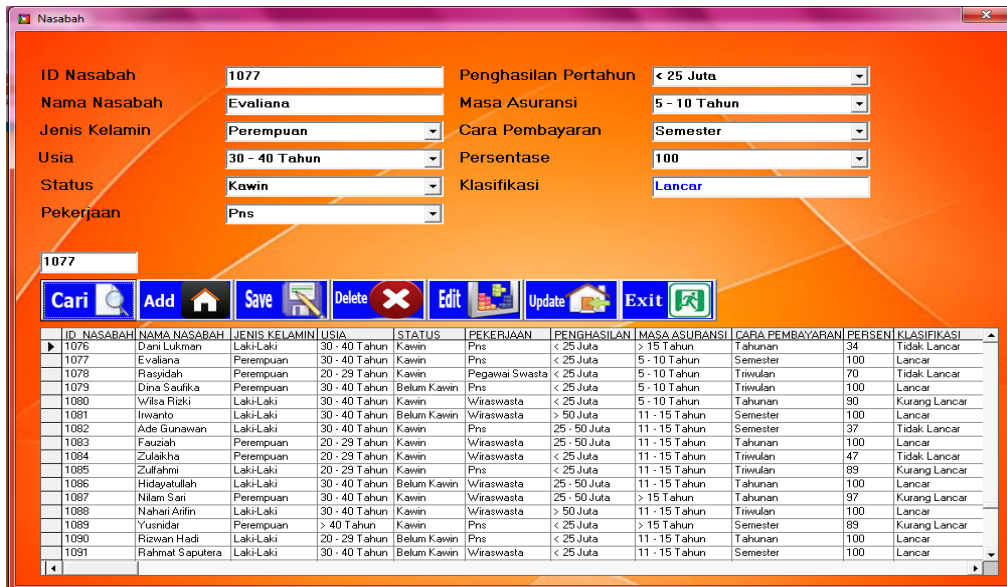 Nasabah
ID Nasabah 1077 Penghasilan Pertahun < 25 Juta
Nama Nasabah Evaliana Masa Asuransi 5 - 10 Tahun
Jenis Kelamin Perempuan Cara Pembayaran Semester
Usia 30 - 40 Tahun Persentase 100
Status Kawin Klasifikasi Lancar
Pekerjaan Pns
1077
Cari Add Save Delete Edit Update Exit
ID_NASABAH NAMA NASABAH JENIS KELAMIN USIA STATUS PEKERJAAN PENGHASILAN MASA ASURANSI CARA PEMBAYARAN PERSEN KLASIFIKASI
1076 Dani Lukman Laki-Laki 30 - 40 Tahun Kawin Pns < 25 Juta > 15 Tahun Tahunan 34 Tidak Lancar
1077 Evaliana Perempuan 30 - 40 Tahun Kawin Pns < 25 Juta 5 - 10 Tahun Semester 100 Lancar
1078 Rasyidah Perempuan 20 - 29 Tahun Kawin Pegawai Swasta < 25 Juta 5 - 10 Tahun Triwulan 70 Tidak Lancar
1079 Dina Saufika Perempuan 30 - 40 Tahun Belum Kawin Pns < 25 Juta 5 - 10 Tahun Triwulan 100 Lancar
1080 Wilsa Rizki Laki-Laki 30 - 40 Tahun Kawin Wiraswasta < 25 Juta 5 - 10 Tahun Tahunan 90 Kurang Lancar
1081 Irwanto Laki-Laki 30 - 40 Tahun Belum Kawin Wiraswasta > 50 Juta 11 - 15 Tahun Semester 100 Lancar
1082 Ade Gunawan Laki-Laki 30 - 40 Tahun Kawin Pns 25 - 50 Juta 11 - 15 Tahun Semester 37 Tidak Lancar
1083 Fauziah Perempuan 20 - 29 Tahun Kawin Wiraswasta < 25 Juta 11 - 15 Tahun Tahunan 100 Lancar
1084 Zulaikha Perempuan 20 - 29 Tahun Kawin Wiraswasta < 25 Juta 11 - 15 Tahun Triwulan 47 Tidak Lancar
1085 Zulfahmi Laki-Laki 20 - 29 Tahun Kawin Pns < 25 Juta 11 - 15 Tahun Triwulan 89 Kurang Lancar
1086 Hidayatullah Laki-Laki 30 - 40 Tahun Belum Kawin Wiraswasta 25 - 50 Juta 11 - 15 Tahun Tahunan 100 Lancar
1087 Nilam Sari Perempuan 30 - 40 Tahun Kawin Wiraswasta 25 - 50 Juta > 15 Tahun Tahunan 97 Kurang Lancar
1088 Nahari Arifin Laki-Laki 30 - 40 Tahun Kawin Wiraswasta > 50 Juta 11 - 15 Tahun Triwulan 100 Lancar
1089 Yusnidar Perempuan > 40 Tahun Kawin Pns < 25 Juta > 15 Tahun Semester 89 Kurang Lancar
1090 Rizwan Hadi Laki-Laki 20 - 29 Tahun Belum Kawin Pns < 25 Juta 11 - 15 Tahun Semester 100 Lancar
1091 Rahmat Saputera Laki-Laki 30 - 40 Tahun Belum Kawin Wiraswasta < 25 Juta 11 - 15 Tahun Semester 100 Lancar